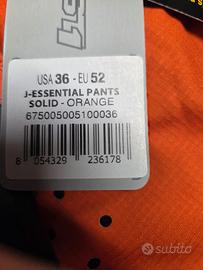 USA 36 - EU 52
J-ESSENTIAL PANTS
SOLID - ORANGE
675005005100036
8 054329 236178
subito